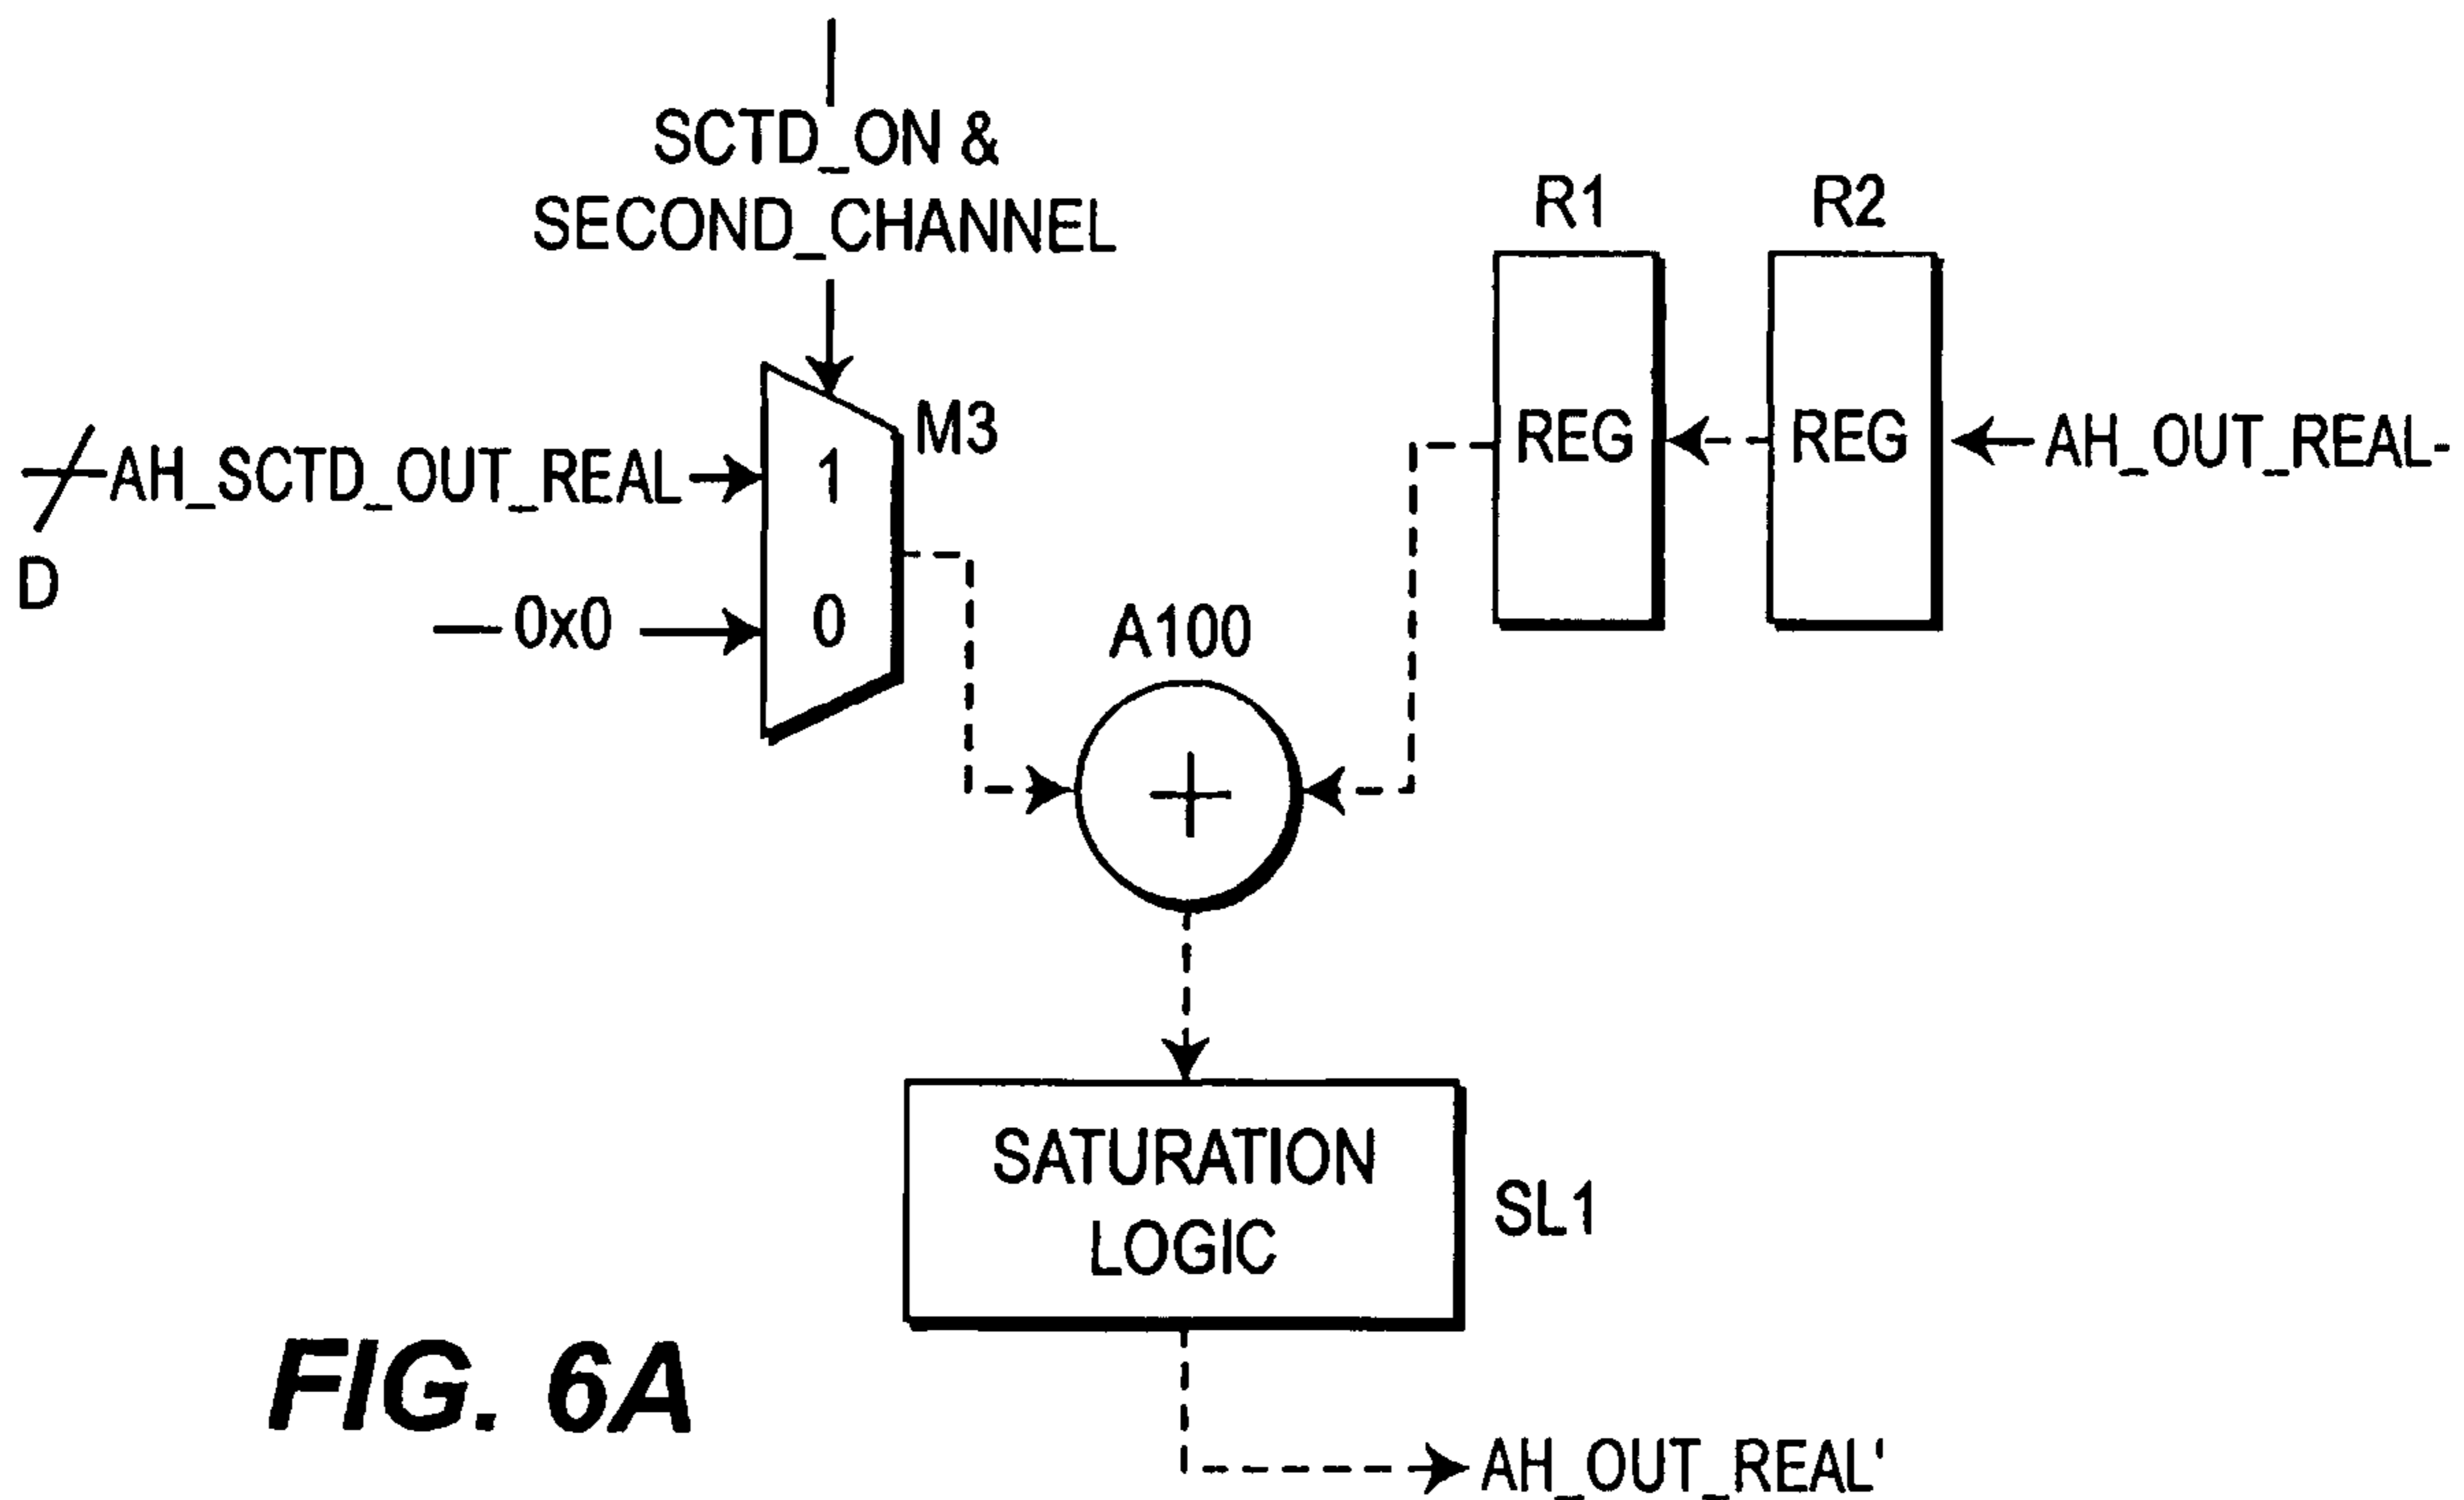 SCTD_ON &
SECOND_CHANNEL
R1
R2
M3
AH_SCTD_OUT_REAL
1
REG
REG
AH_OUT_REAL
D
0x0
0
A100
+
SATURATION
LOGIC
SL1
FIG. 6A
AH_OUT_REAL'